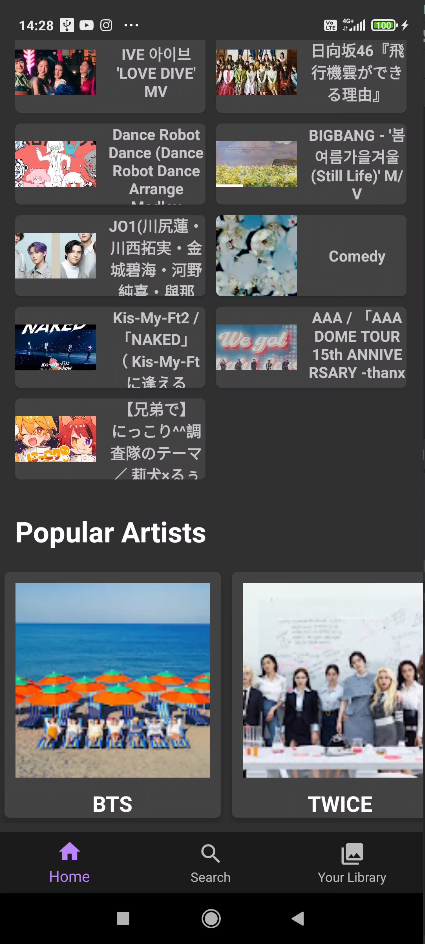 14:28
4G+
100
IVE 아이브
'LOVE DIVE'
MV
日向坂46『飛
行機雲ができ
る理由』
Dance Robot
Dance (Dance
Robot Dance
Arrange
Medley
BIGBANG - '봄
여름가을겨울
(Still Life)' M/
V
JO1(川尻蓮・
川西拓実・金
城碧海・河野
純喜・與那
Comedy
NAKED
Kis-My-Ft2 /
「NAKED」
（ Kis-My-Ft
に逢える
We got
AAA / 「AAA
DOME TOUR
15th ANNIVE
RSARY -thanx
【兄弟で】
にっこり^^調
査隊のテーマ
／ 莉犬×るぅ
Popular Artists
BTS
TWICE
Home
Search
Your Library